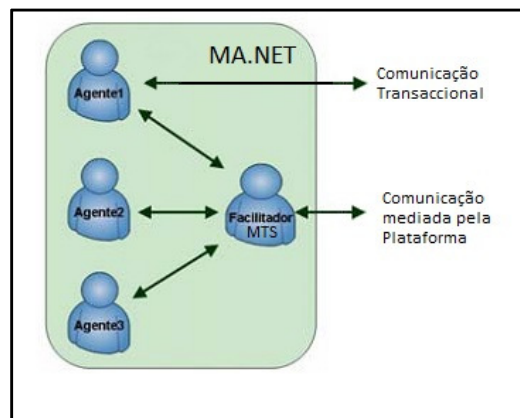 MA.NET
Agente1
Comunicação
Transaccional
Agente2
Facilitador
MTS
Comunicação
mediada pela
Plataforma
Agente3